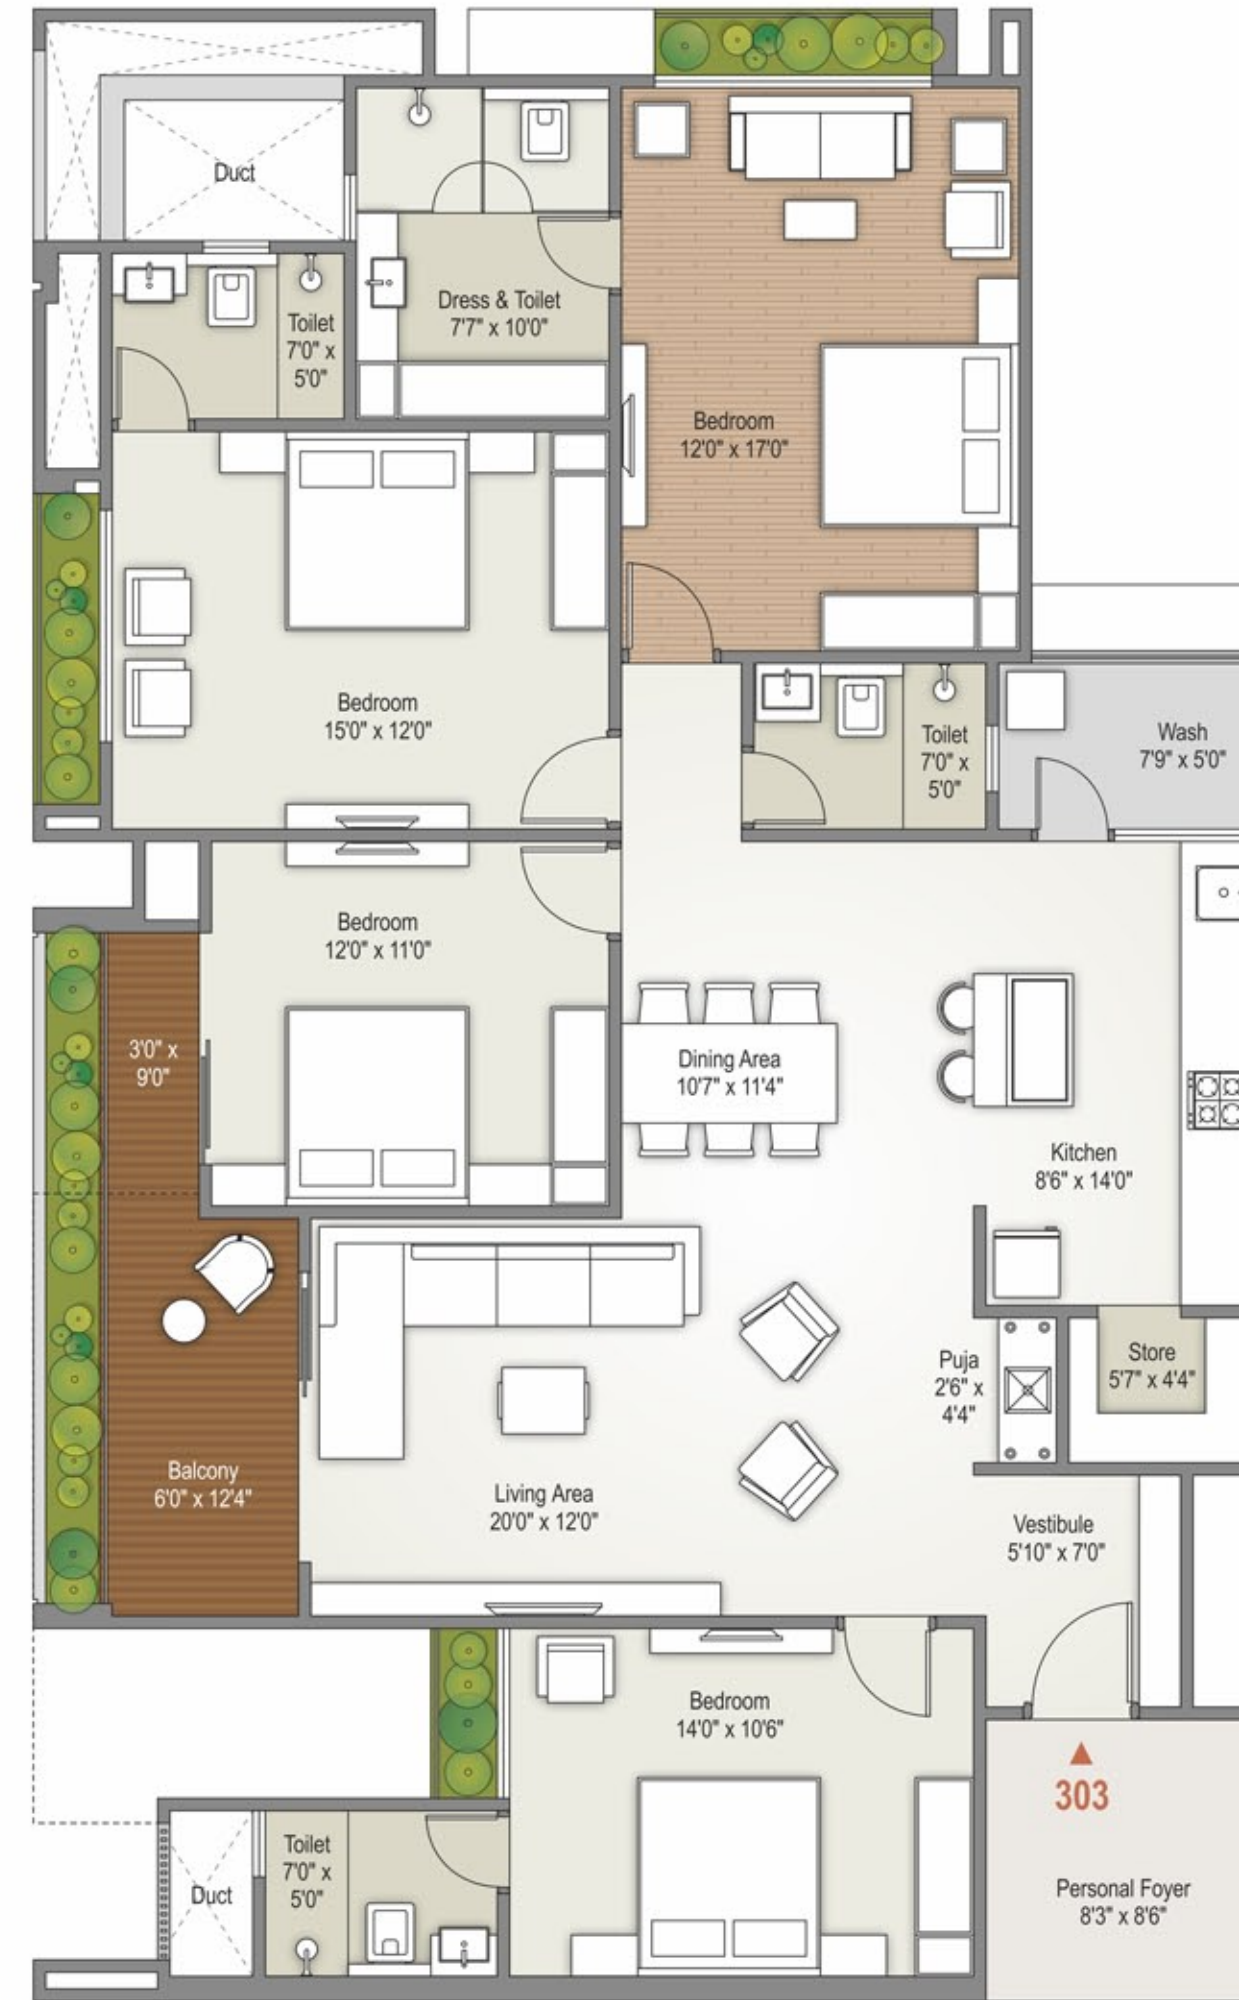 Duct
Dress & Toilet
7'7" x 10'0"
Toilet
7'0" x
5'0"
Bedroom
12'0" x 17'0"
Bedroom
15'0" x 12'0"
Toilet
7'0" x
5'0"
Wash
7'9" x 5'0"
Bedroom
12'0" x 11'0"
3'0" x
9'0"
Dining Area
10'7" x 11'4"
Kitchen
8'6" x 14'0"
Puja
2'6" x
4'4"
Store
5'7" x 4'4"
Balcony
6'0" x 12'4"
Living Area
20'0" x 12'0"
Vestibule
5'10" x 7'0"
Bedroom
14'0" x 10'6"
303
Toilet
7'0" x
5'0"
Duct
Personal Foyer
8'3" x 8'6"